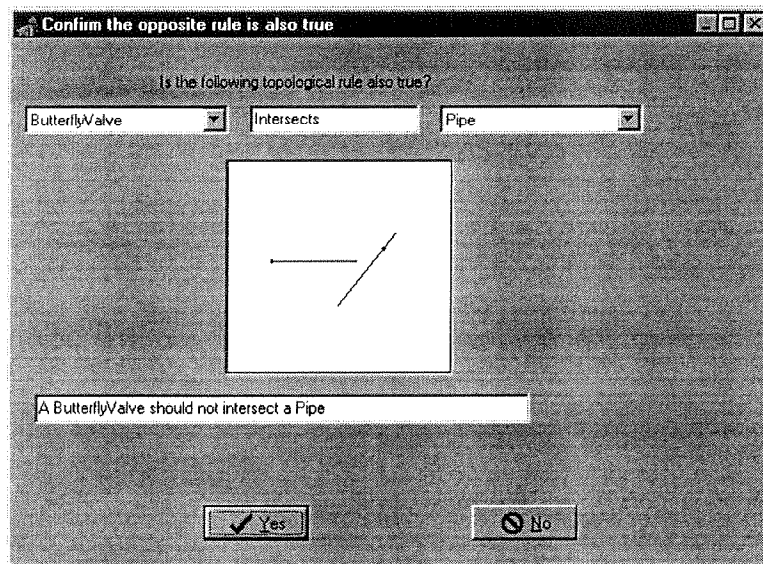 Confirm the opposite rule is also true
Is the following topological rule also true?
ButterflyValve Intersects Pipe
A ButterflyValve should not intersect a Pipe
Yes No